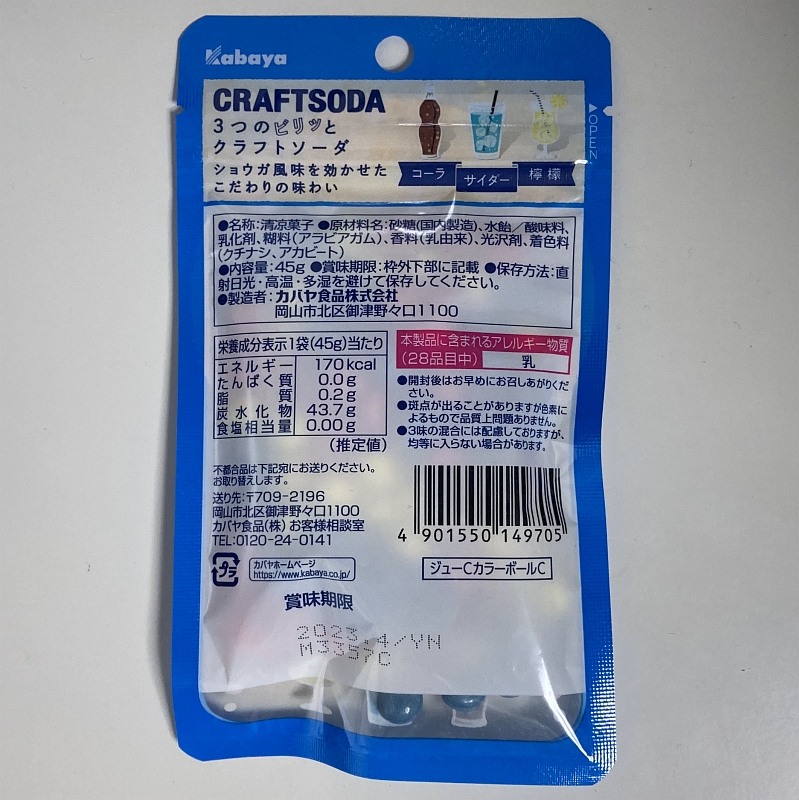 Kabaya
CRAFTSODA
3つのビリッと
クラフトソーダ
ショウガ風味を効かせた
こだわりの味わい
コーラ
サイダー
檸檬
OPEN
●名称:清涼菓子 ●原材料名:砂糖(国内製造)、水飴/酸味料、
乳化剤、糊料(アラビアガム)、香料(乳由来)、光沢剤、着色料
(クチナシ、アカビート)
●内容量:45g ●賞味期限:枠外下部に記載 ●保存方法:直
射日光・高温・多湿を避けて保存してください。
●製造者:カバヤ食品株式会社
岡山市北区御津野々口1100
栄養成分表示1袋(45g)当たり
エネルギー 170kcal
たんぱく質 0.0g
脂質 0.2g
炭水化物 43.7g
食塩相当量 0.00g
(推定値)
本製品に含まれるアレルギー物質
(28品目中) 乳
●開封後はお早めにお召しあがりくだ
さい。
●斑点が出ることがありますが色素に
よるもので品質上問題ありません。
●3味の混合には配慮しておりますが、
均等に入らない場合があります。
不都合品は下記宛にお送りください。
お取り替えします。
送り先:〒709-2196
岡山市北区御津野々口1100
カバヤ食品(株)お客様相談室
TEL:0120-24-0141
4 901550 149705
プラ
カバヤホームページ
https://www.kabaya.co.jp/
ジューCカラーボールC
賞味期限
2023.4/YN
M3357C